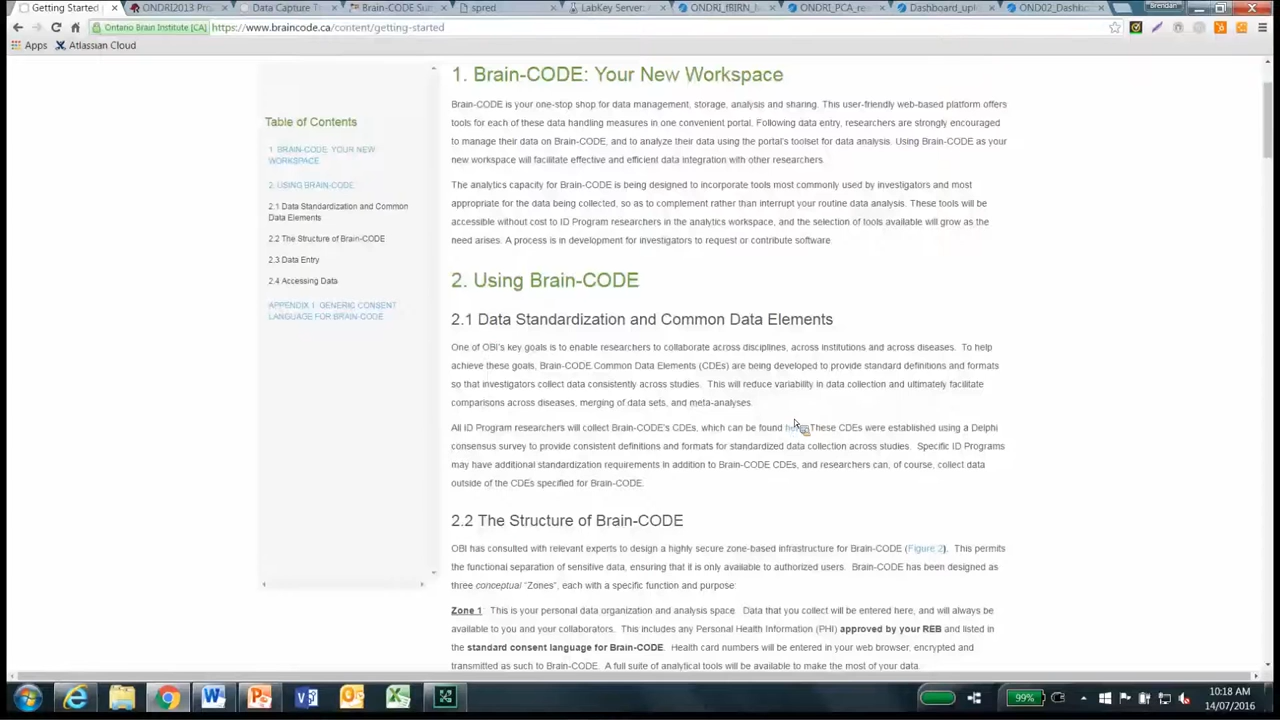 Getting Started
ONDRI2013 Pr
Data Capture T
Brain-CODE Su
spred
LabKey Server:
ONDRI_fBIRN_
ONDRI_PCA_re
Dashboard_upl
OND02_Dashb
Brendan
Ontario Brain Institute [CA] https://www.braincode.ca/content/getting-started
Apps Atlassian Cloud
Table of Contents
1. BRAIN-CODE: YOUR NEW
WORKSPACE
2. USING BRAIN-CODE
2.1 Data Standardization and Common
Data Elements
2.2 The Structure of Brain-CODE
2.3 Data Entry
2.4 Accessing Data
APPENDIX I: GENERIC CONSENT
LANGUAGE FOR BRAIN-CODE
1. Brain-CODE: Your New Workspace
Brain-CODE is your one-stop shop for data management, storage, analysis and sharing. This user-friendly web-based platform offers
tools for each of these data handling measures in one convenient portal. Following data entry, researchers are strongly encouraged
to manage their data on Brain-CODE, and to analyze their data using the portal's toolset for data analysis. Using Brain-CODE as your
new workspace will facilitate effective and efficient data integration with other researchers.
The analytics capacity for Brain-CODE is being designed to incorporate tools most commonly used by investigators and most
appropriate for the data being collected, so as to complement rather than interrupt your routine data analysis. These tools will be
accessible without cost to ID Program researchers in the analytics workspace, and the selection of tools available will grow as the
need arises. A process is in development for investigators to request or contribute software.
2. Using Brain-CODE
2.1 Data Standardization and Common Data Elements
One of OBI's key goals is to enable researchers to collaborate across disciplines, across institutions and across diseases. To help
achieve these goals, Brain-CODE Common Data Elements (CDEs) are being developed to provide standard definitions and formats
so that investigators collect data consistently across studies. This will reduce variability in data collection and ultimately facilitate
comparisons across diseases, merging of data sets, and meta-analyses.
All ID Program researchers will collect Brain-CODE's CDEs, which can be found These CDEs were established using a Delphi
consensus survey to provide consistent definitions and formats for standardized data collection across studies. Specific ID Programs
may have additional standardization requirements in addition to Brain-CODE CDEs, and researchers can, of course, collect data
outside of the CDEs specified for Brain-CODE.
2.2 The Structure of Brain-CODE
OBI has consulted with relevant experts to design a highly secure zone-based infrastructure for Brain-CODE (Figure 2). This permits
the functional separation of sensitive data, ensuring that it is only available to authorized users. Brain-CODE has been designed as
three conceptual "Zones", each with a specific function and purpose:
Zone 1: This is your personal data organization and analysis space. Data that you collect will be entered here, and will always be
available to you and your collaborators. This includes any Personal Health Information (PHI) approved by your REB and listed in
the standard consent language for Brain-CODE. Health card numbers will be entered in your web browser, encrypted and
transmitted as such to Brain-CODE. A full suite of analytical tools will be available to make the most of your data.
99%
10:18 AM
14/07/2016